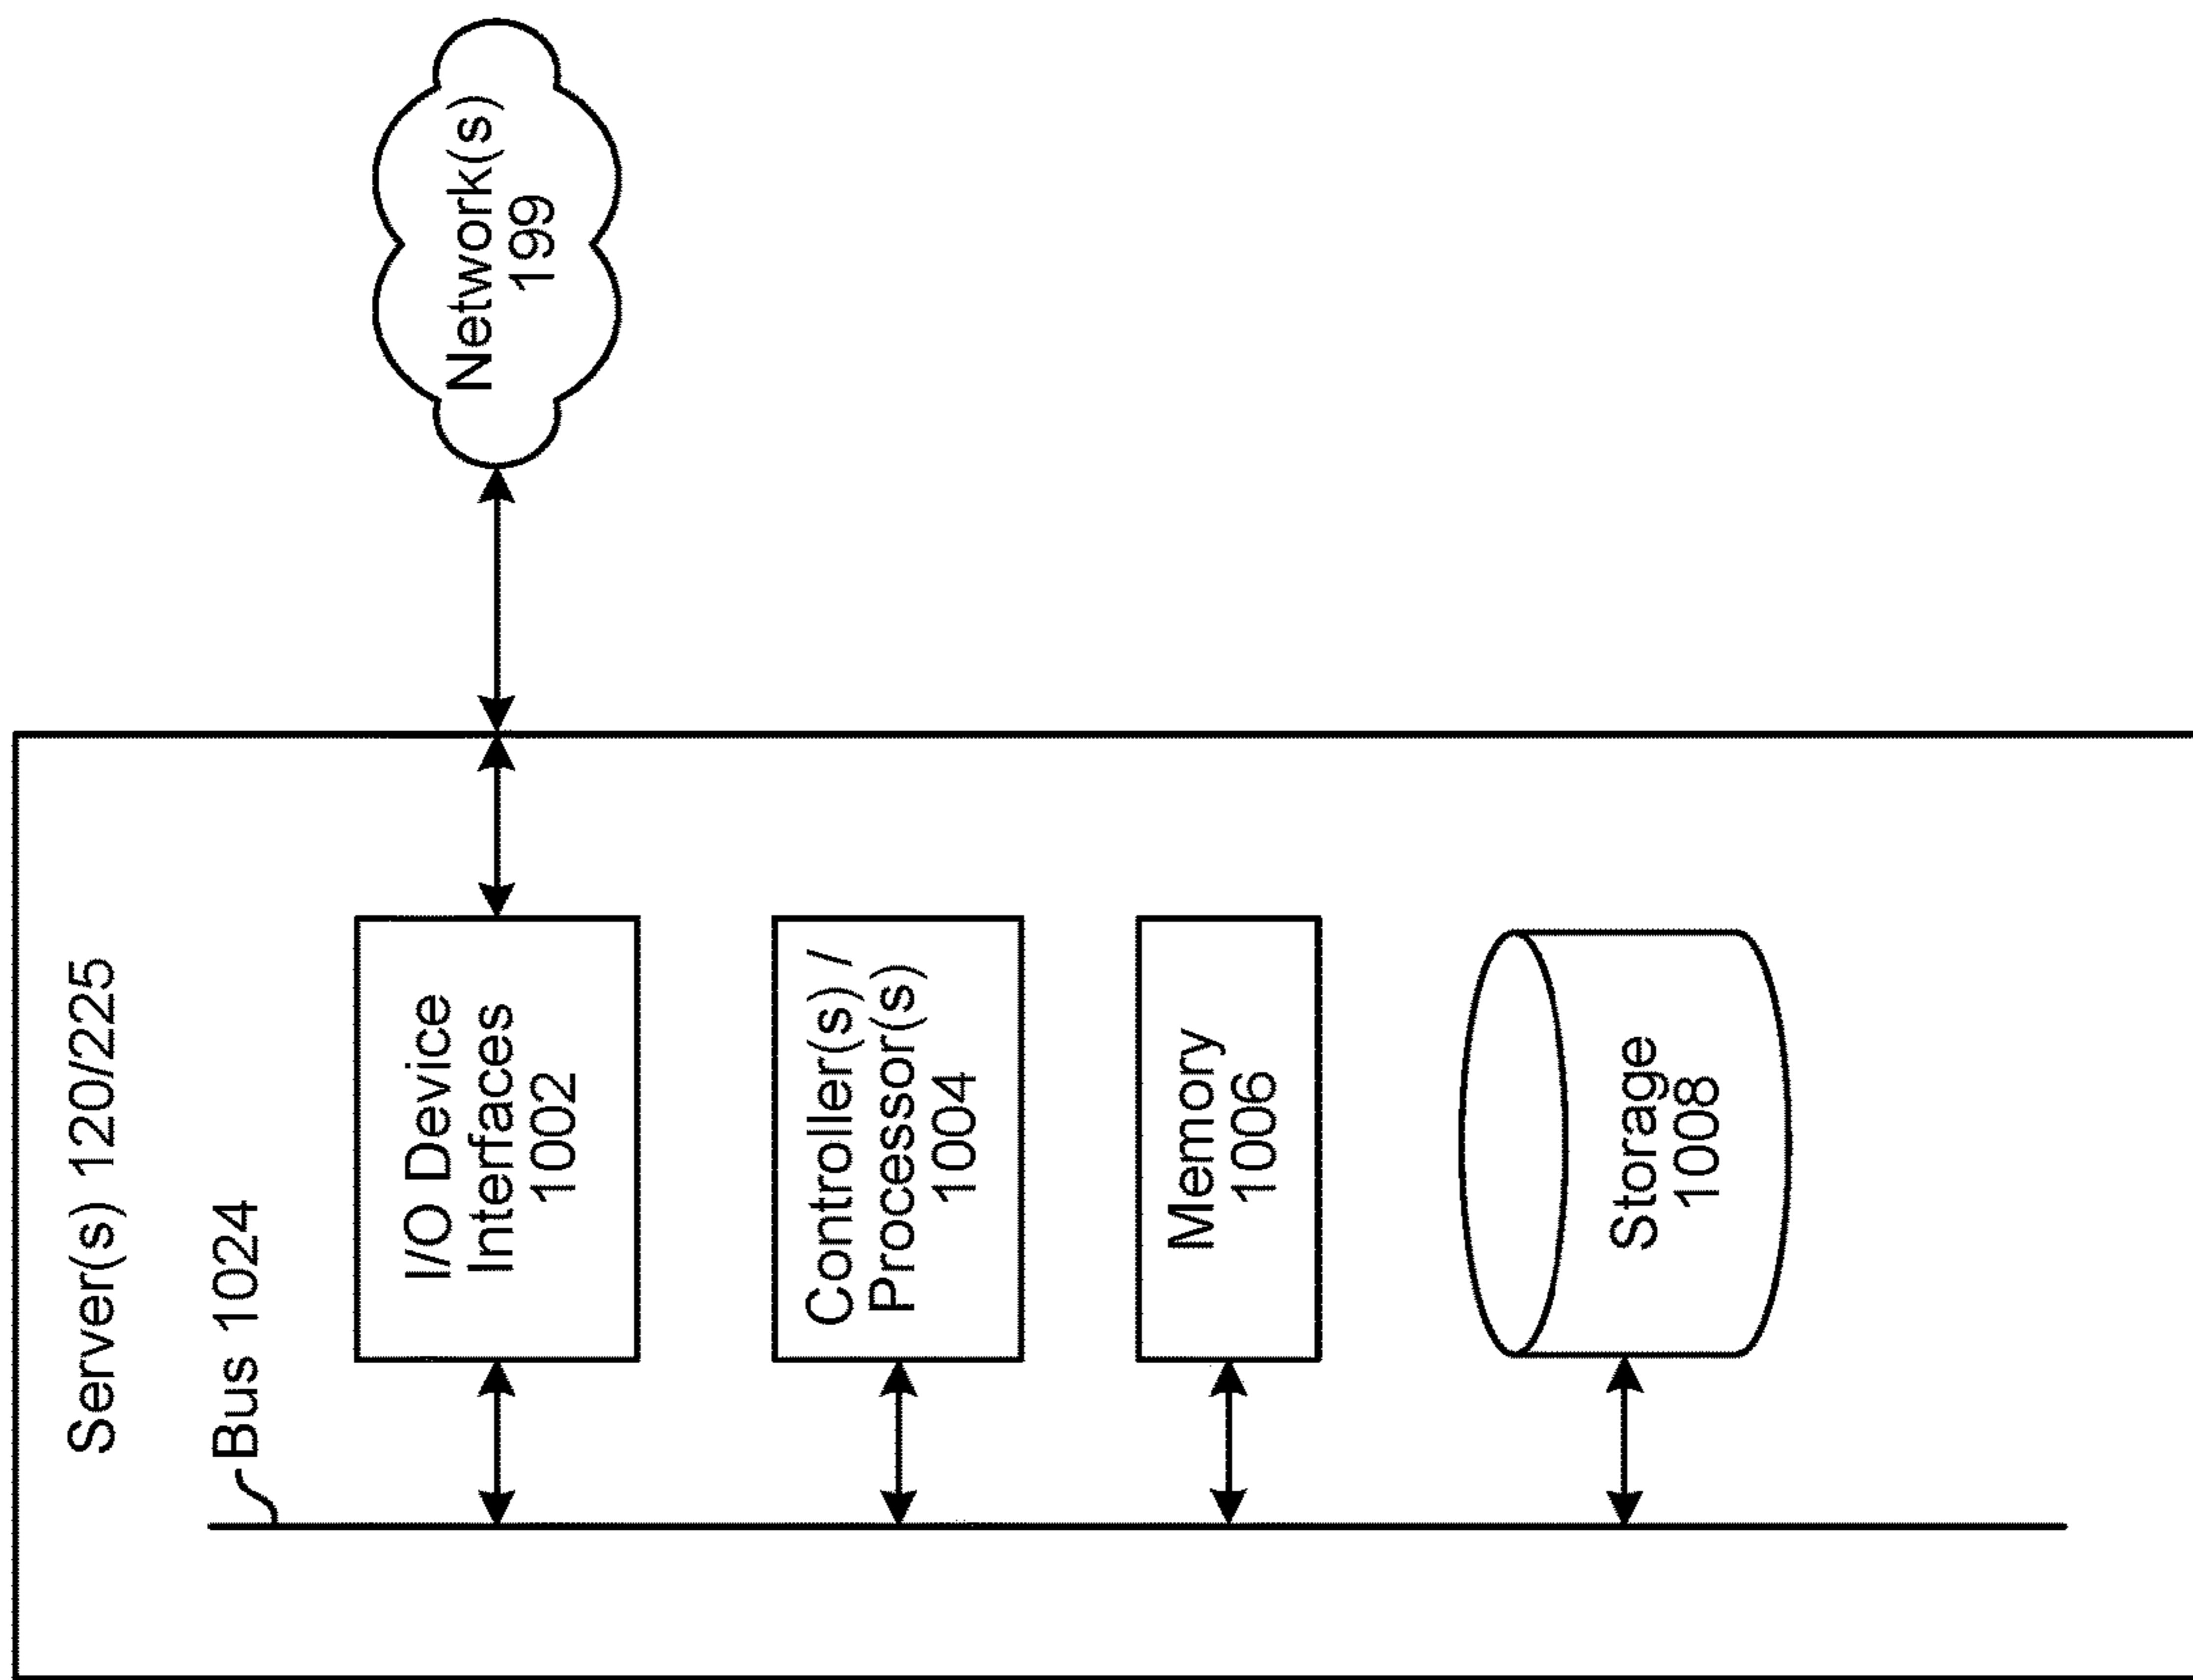 Server(s) 120/225
Bus 1024
I/O Device
Interfaces
1002
Network(s)
199
Controller(s) /
Processor(s)
1004
Memory
1006
Storage
1008